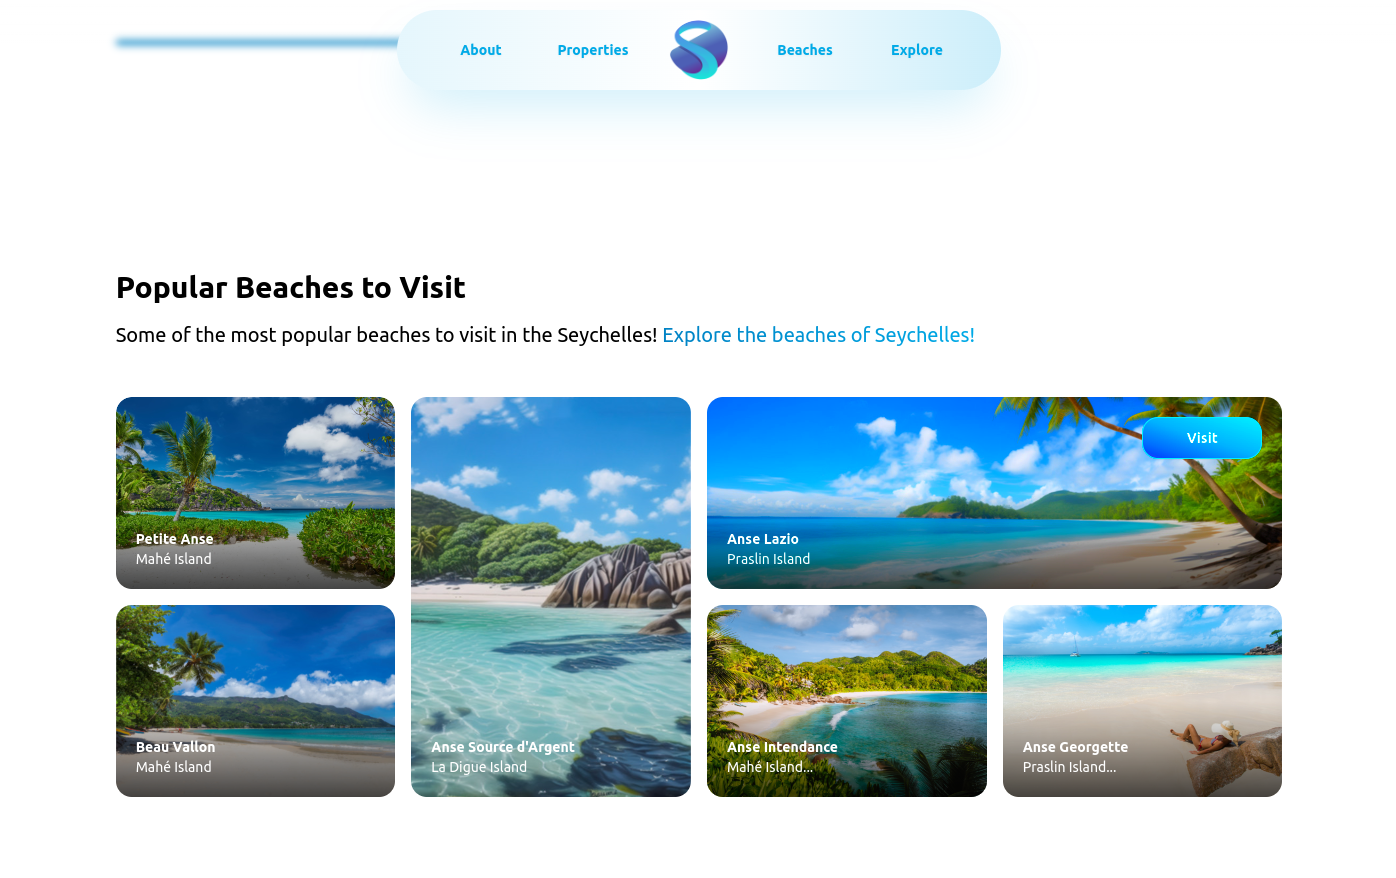 About
Properties
Beaches
Explore
Popular Beaches to Visit
Some of the most popular beaches to visit in the Seychelles! Explore the beaches of Seychelles!
Petite Anse
Mahé Island
Anse Source d'Argent
La Digue Island
Visit
Anse Lazio
Praslin Island
Beau Vallon
Mahé Island
Anse Intendance
Mahé Island...
Anse Georgette
Praslin Island...